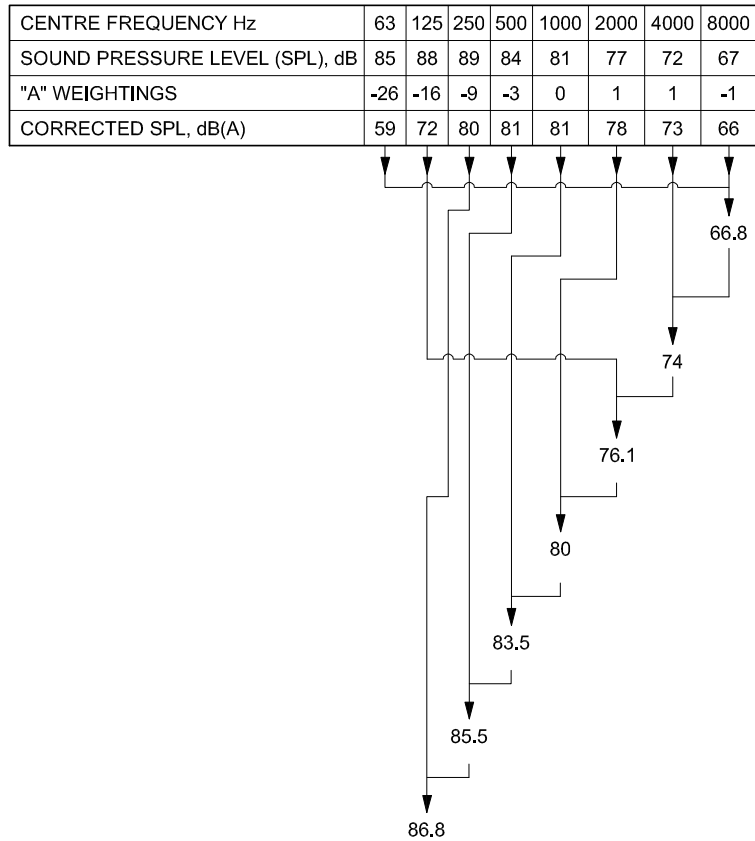 CENTRE FREQUENCY Hz 63 125 250 500 1000 2000 4000 8000
SOUND PRESSURE LEVEL (SPL), dB 85 88 89 84 81 77 72 67
"A" WEIGHTINGS -26 -16 -9 -3 0 1 1 -1
CORRECTED SPL, dB(A) 59 72 80 81 81 78 73 66
66.8
74
76.1
80
83.5
85.5
86.8